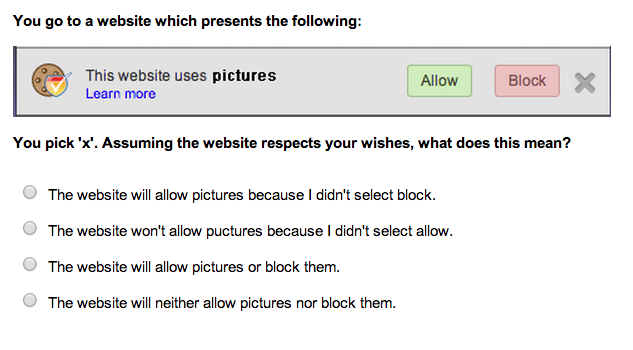 You go to a website which presents the following:
This website uses pictures
Learn more
Allow
Block
You pick 'x'. Assuming the website respects your wishes, what does this mean?
The website will allow pictures because I didn't select block.
The website won't allow puctures because I didn't select allow.
The website will allow pictures or block them.
The website will neither allow pictures nor block them.